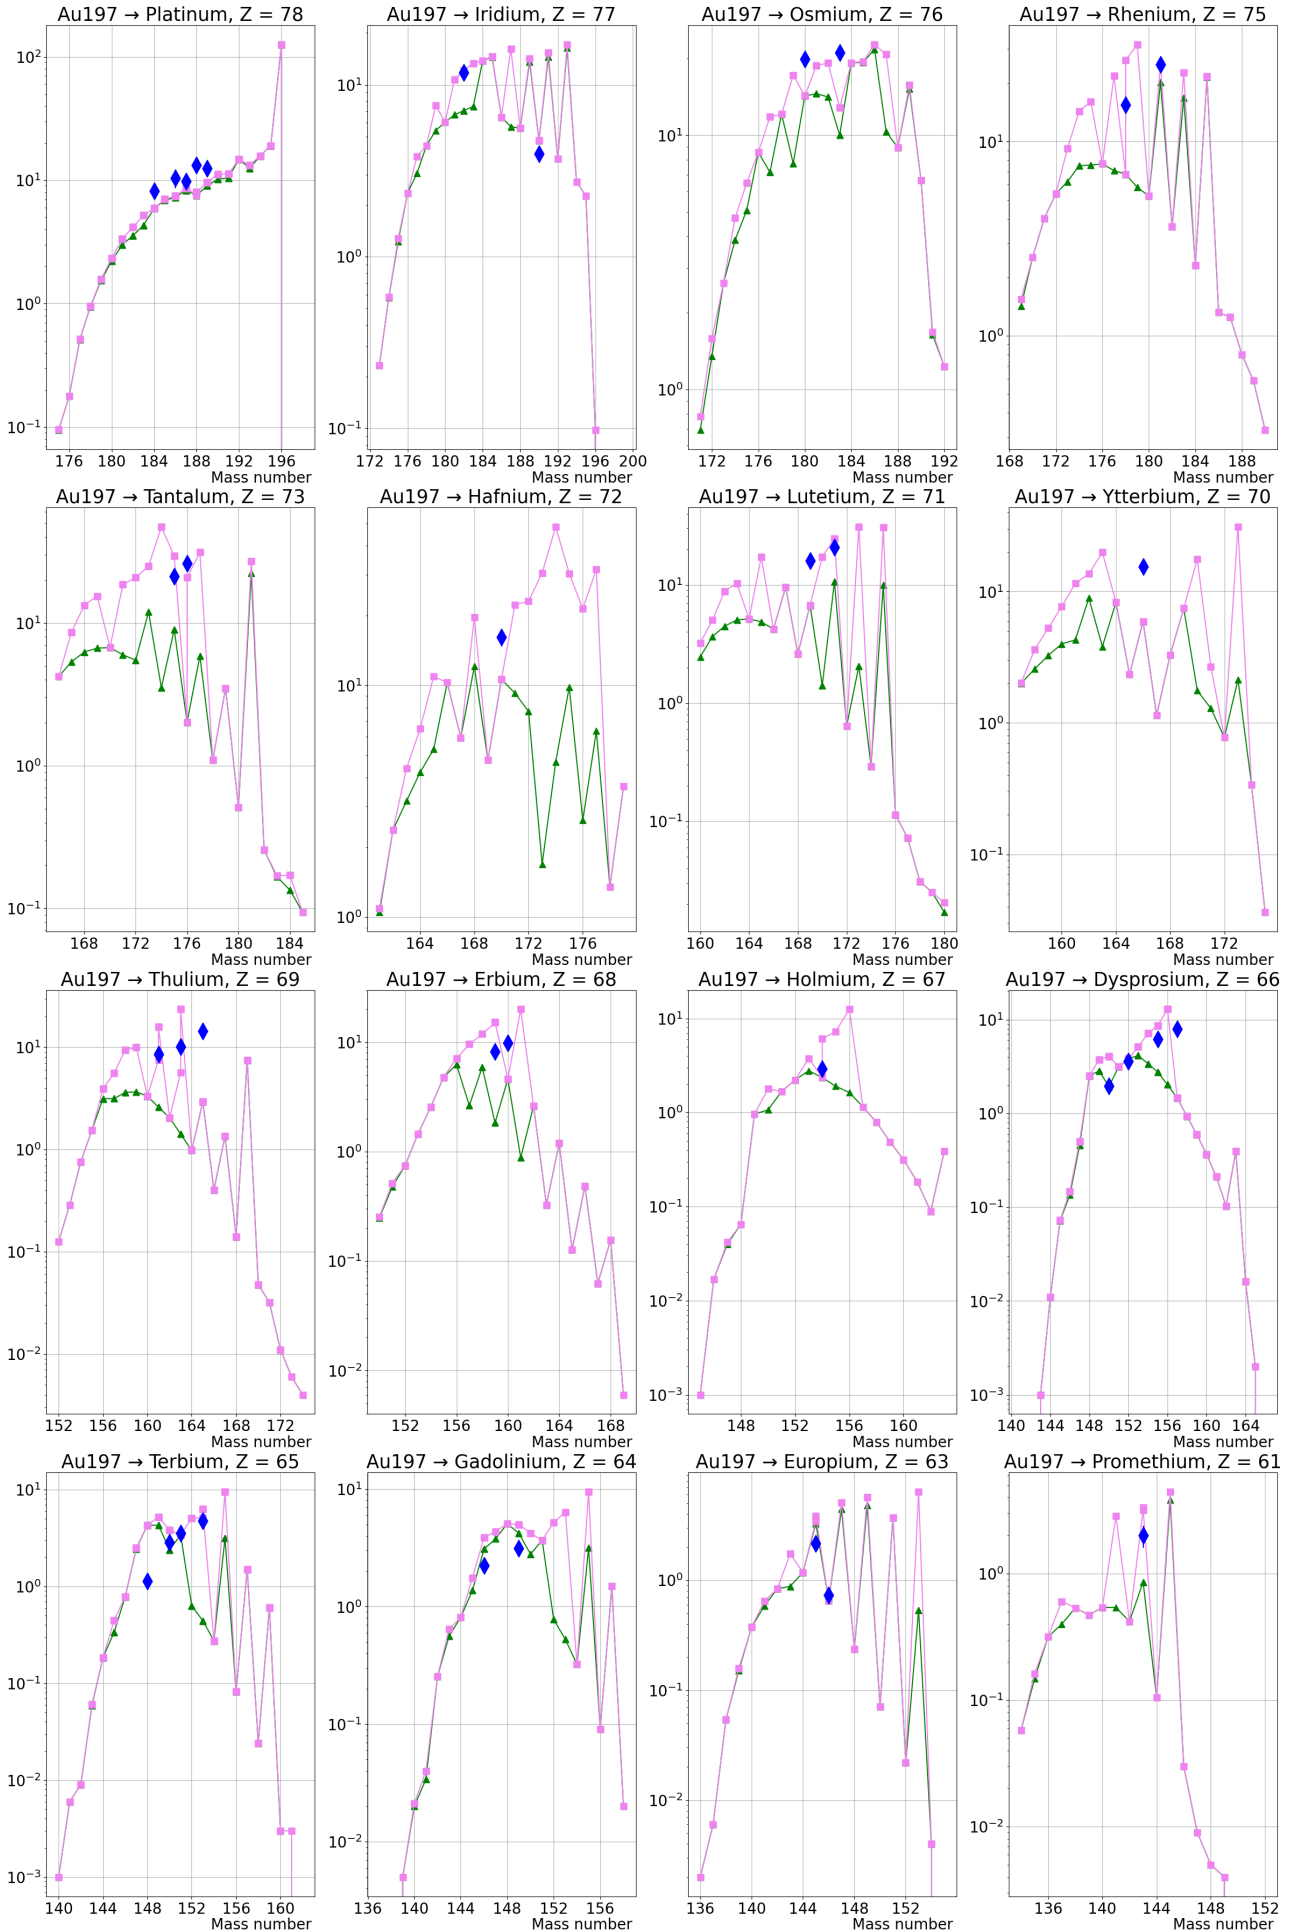 Au197 → Platinum, Z = 78
10²
10¹
10⁰
10⁻¹
176 180 184 188 192 196
Mass number
Au197 → Iridium, Z = 77
10¹
10⁰
10⁻¹
172 176 180 184 188 192 196 200
Mass number
Au197 → Osmium, Z = 76
10¹
10⁰
172 176 180 184 188 192
Mass number
Au197 → Rhenium, Z = 75
10¹
10⁰
168 172 176 180 184 188
Mass number
Au197 → Tantalum, Z = 73
10¹
10⁰
10⁻¹
168 172 176 180 184
Mass number
Au197 → Hafnium, Z = 72
10¹
10⁰
164 168 172 176
Mass number
Au197 → Lutetium, Z = 71
10¹
10⁰
10⁻¹
160 164 168 172 176 180
Mass number
Au197 → Ytterbium, Z = 70
10¹
10⁰
10⁻¹
160 164 168 172
Mass number
Au197 → Thulium, Z = 69
10¹
10⁰
10⁻¹
10⁻²
152 156 160 164 168 172
Mass number
Au197 → Erbium, Z = 68
10¹
10⁰
10⁻¹
10⁻²
152 156 160 164 168
Mass number
Au197 → Holmium, Z = 67
10¹
10⁰
10⁻¹
10⁻²
10⁻³
148 152 156 160
Mass number
Au197 → Dysprosium, Z = 66
10¹
10⁰
10⁻¹
10⁻²
10⁻³
140 144 148 152 156 160 164
Mass number
Au197 → Terbium, Z = 65
10¹
10⁰
10⁻¹
10⁻²
10⁻³
140 144 148 152 156 160
Mass number
Au197 → Gadolinium, Z = 64
10¹
10⁰
10⁻¹
10⁻²
136 140 144 148 152 156
Mass number
Au197 → Europium, Z = 63
10¹
10⁰
10⁻¹
10⁻²
136 140 144 148 152
Mass number
Au197 → Promethium, Z = 61
10⁰
10⁻¹
10⁻²
136 140 144 148 152
Mass number